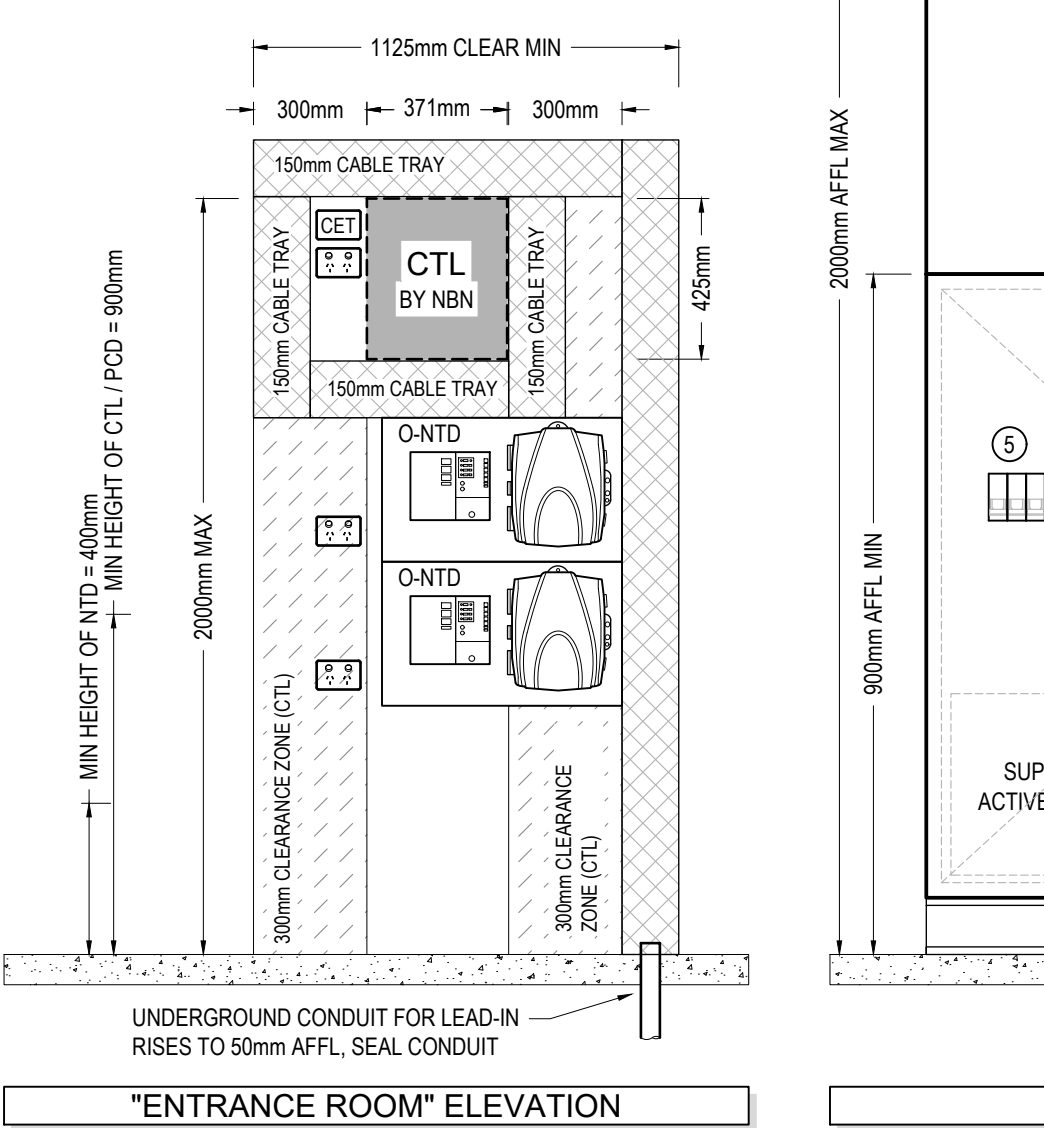 1125mm CLEAR MIN
300mm
371mm
300mm
150mm CABLE TRAY
CET
CTL
BY NBN
150mm CABLE TRAY
150mm CABLE TRAY
150mm CABLE TRAY
425mm
O-NTD
O-NTD
MIN HEIGHT OF NTD = 400mm
MIN HEIGHT OF CTL / PCD = 900mm
2000mm MAX
300mm CLEARANCE ZONE (CTL)
300mm CLEARANCE
ZONE (CTL)
UNDERGROUND CONDUIT FOR LEAD-IN
RISES TO 50mm AFFL, SEAL CONDUIT
"ENTRANCE ROOM" ELEVATION
2000mm AFFL MAX
900mm AFFL MIN
5
SUP
ACTIVE